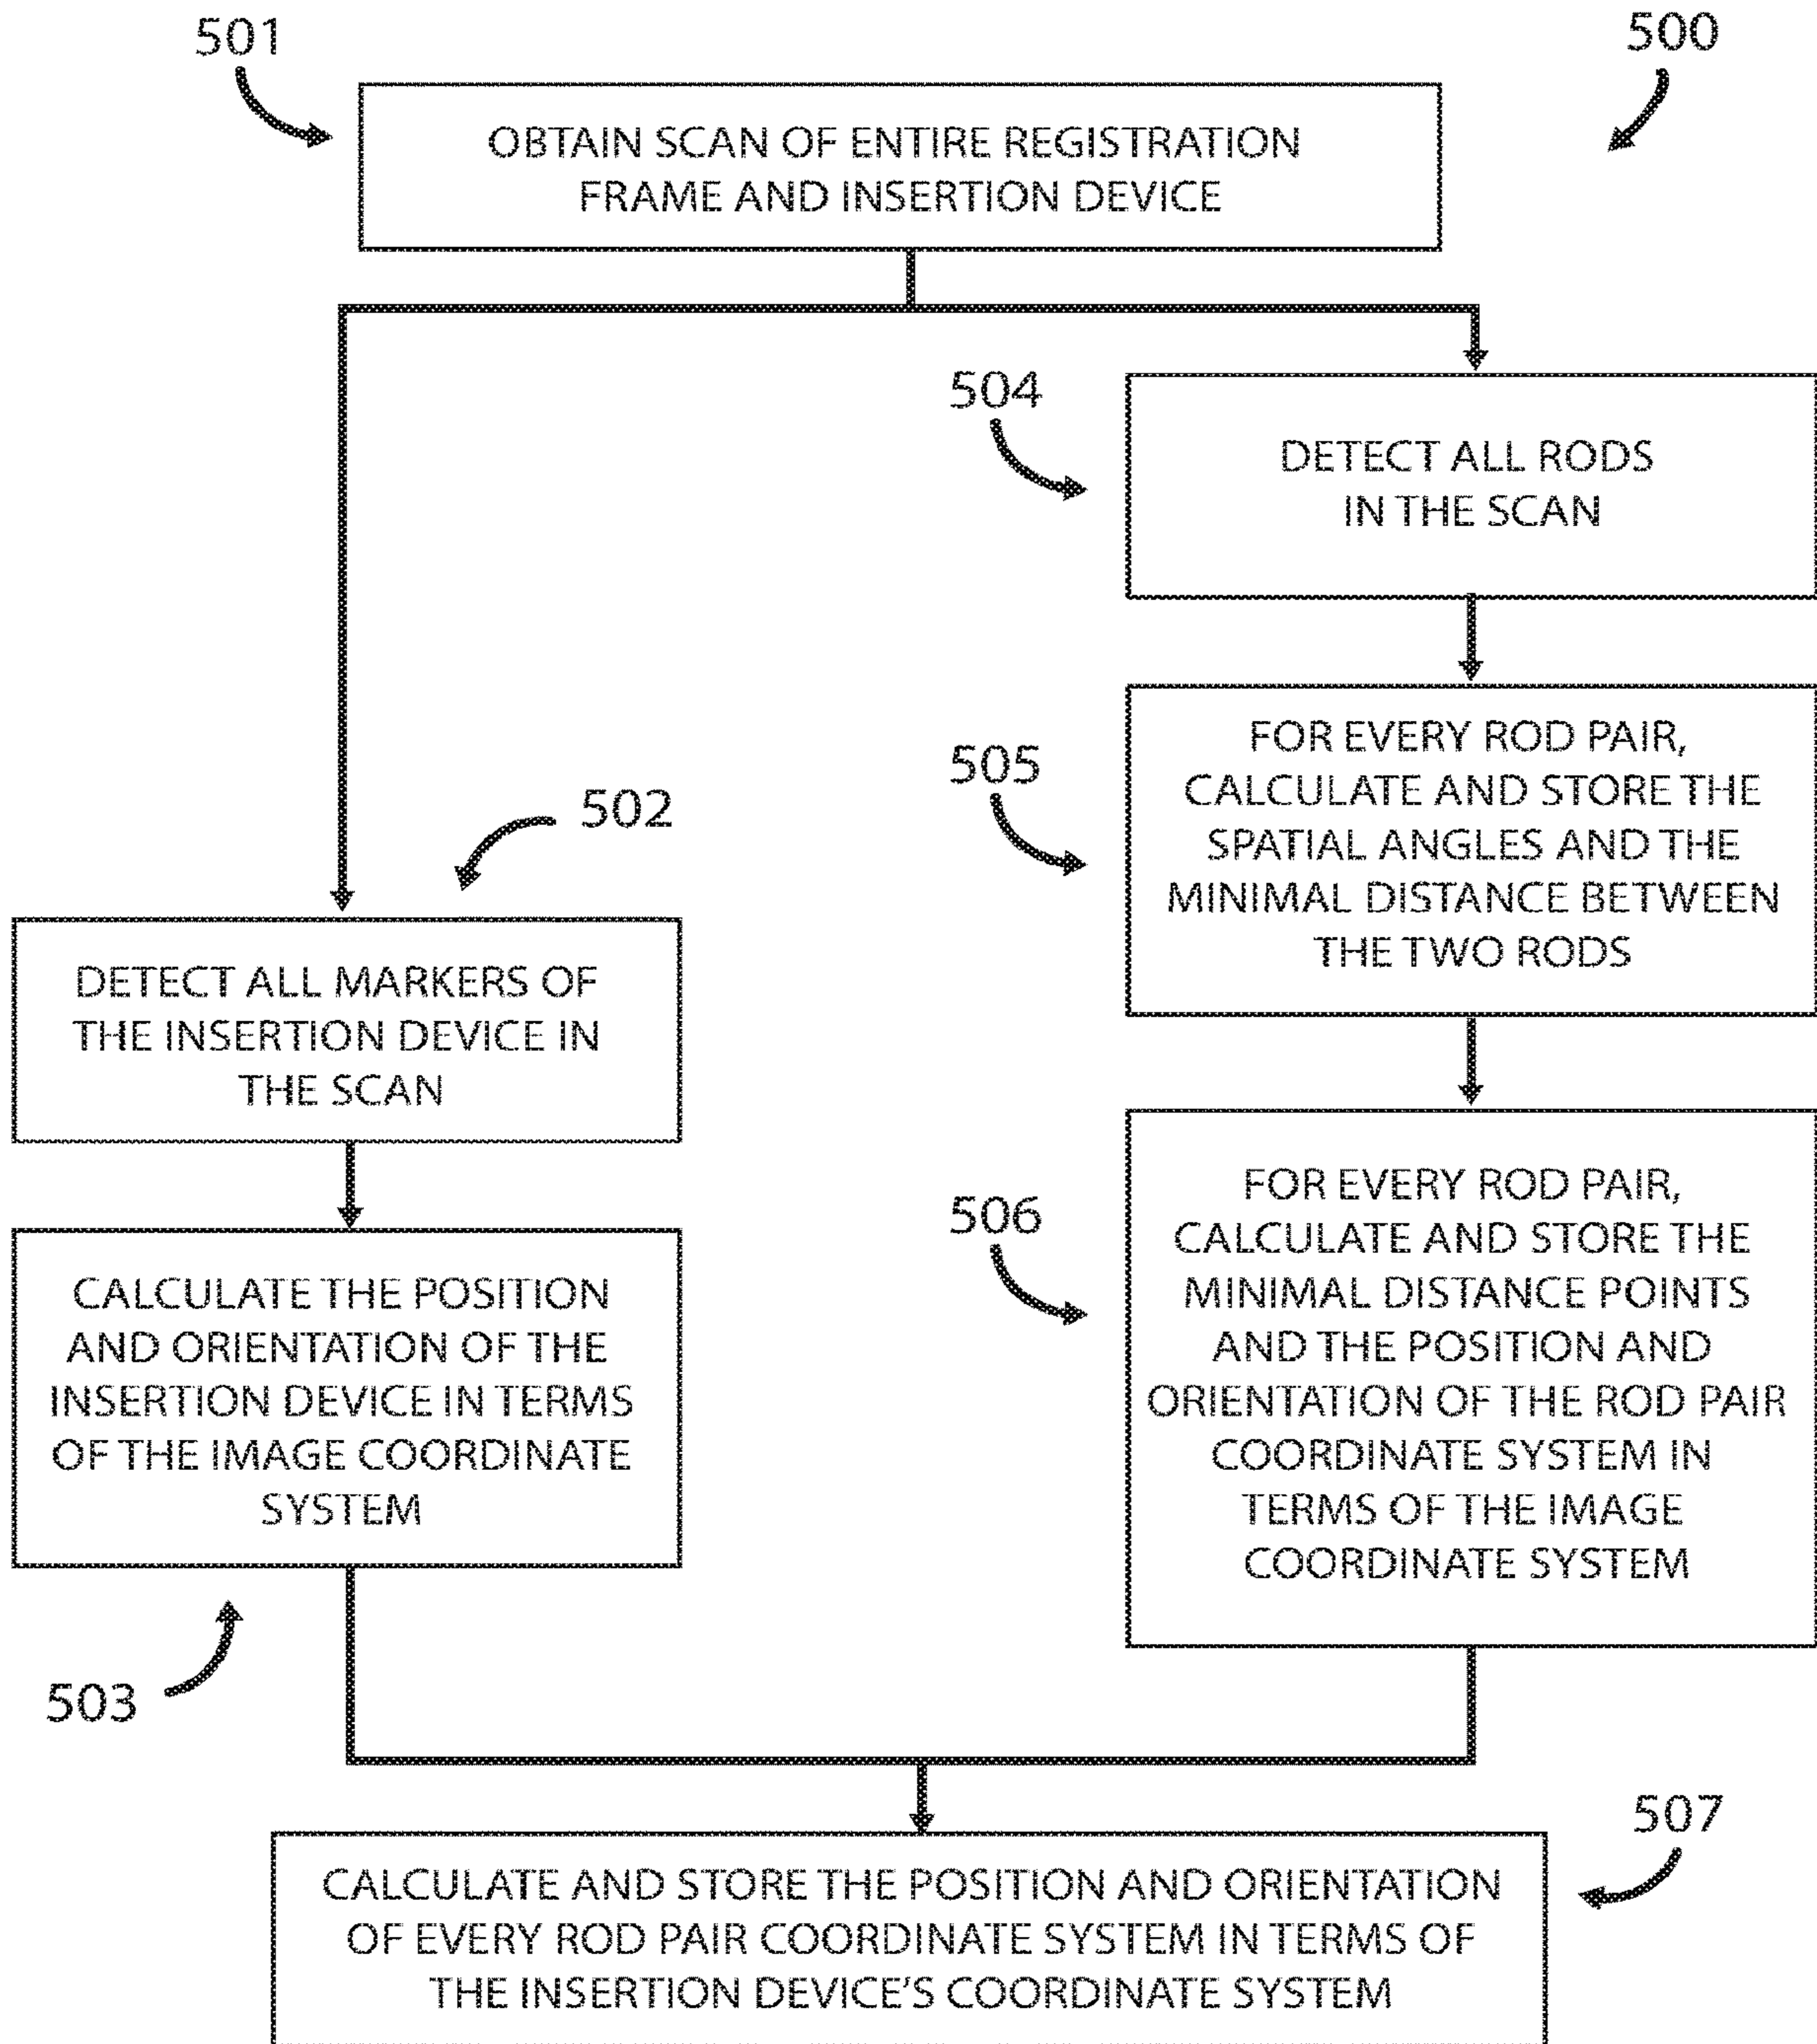 501
500
OBTAIN SCAN OF ENTIRE REGISTRATION
FRAME AND INSERTION DEVICE
504
DETECT ALL RODS
IN THE SCAN
505
FOR EVERY ROD PAIR,
CALCULATE AND STORE THE
SPATIAL ANGLES AND THE
MINIMAL DISTANCE BETWEEN
THE TWO RODS
502
DETECT ALL MARKERS OF
THE INSERTION DEVICE IN
THE SCAN
506
FOR EVERY ROD PAIR,
CALCULATE AND STORE THE
MINIMAL DISTANCE POINTS
AND THE POSITION AND
ORIENTATION OF THE ROD PAIR
COORDINATE SYSTEM IN
TERMS OF THE IMAGE
COORDINATE SYSTEM
CALCULATE THE POSITION
AND ORIENTATION OF THE
INSERTION DEVICE IN TERMS
OF THE IMAGE COORDINATE
SYSTEM
503
507
CALCULATE AND STORE THE POSITION AND ORIENTATION
OF EVERY ROD PAIR COORDINATE SYSTEM IN TERMS OF
THE INSERTION DEVICE'S COORDINATE SYSTEM